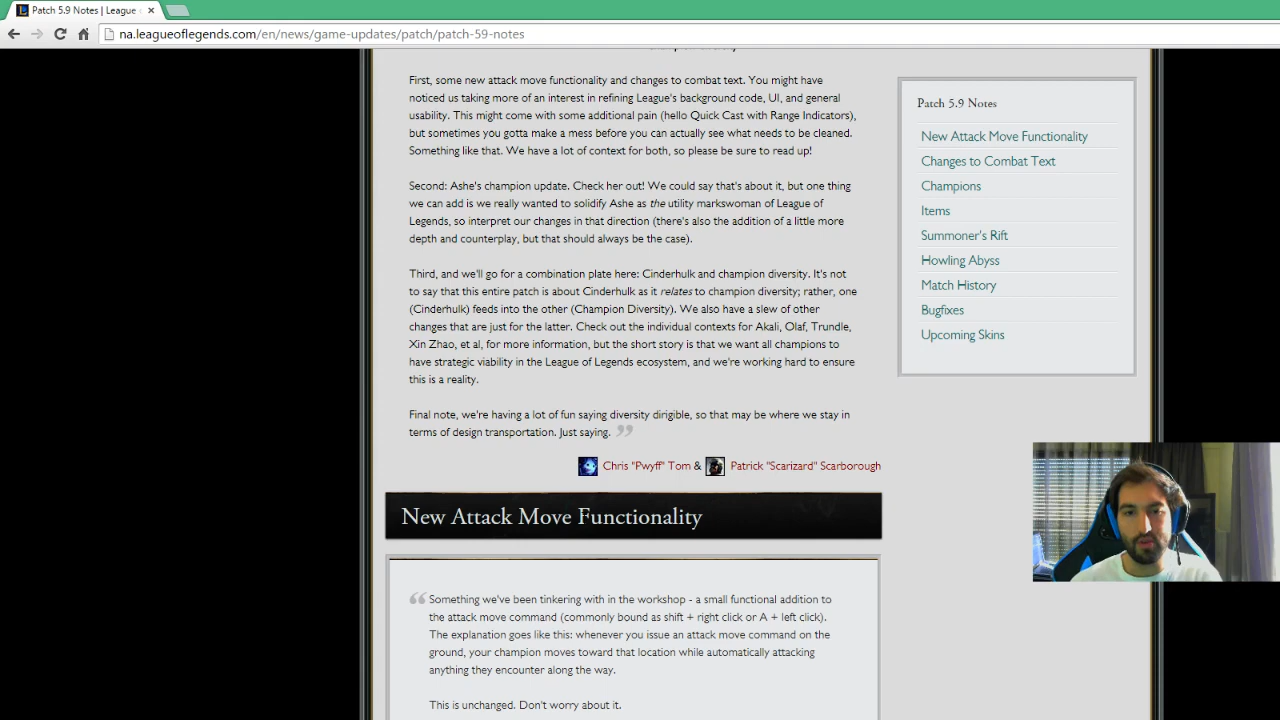 Patch 5.9 Notes | League
na.leagueoflegends.com/en/news/game-updates/patch/patch-59-notes
First, some new attack move functionality and changes to combat text. You might have
noticed us taking more of an interest in refining League's background code, UI, and general
usability. This might come with some additional pain (hello Quick Cast with Range Indicators),
but sometimes you gotta make a mess before you can actually see what needs to be cleaned.
Something like that. We have a lot of context for both, so please be sure to read up!
Second: Ashe's champion update. Check her out! We could say that's about it, but one thing
we can add is we really wanted to solidify Ashe as the utility markswoman of League of
Legends, so interpret our changes in that direction (there's also the addition of a little more
depth and counterplay, but that should always be the case).
Third, and we'll go for a combination plate here: Cinderhulk and champion diversity. It's not
to say that this entire patch is about Cinderhulk as it relates to champion diversity; rather, one
(Cinderhulk) feeds into the other (Champion Diversity). We also have a slew of other
changes that are just for the latter. Check out the individual contexts for Akali, Olaf, Trundle,
Xin Zhao, et al, for more information, but the short story is that we want all champions to
have strategic viability in the League of Legends ecosystem, and we're working hard to ensure
this is a reality.
Final note, we're having a lot of fun saying diversity dirigible, so that may be where we stay in
terms of design transportation. Just saying. ”
Chris "Pwyff" Tom & Patrick "Scarizard" Scarborough
New Attack Move Functionality
“ Something we've been tinkering with in the workshop - a small functional addition to
the attack move command (commonly bound as shift + right click or A + left click).
The explanation goes like this: whenever you issue an attack move command on the
ground, your champion moves toward that location while automatically attacking
anything they encounter along the way.
This is unchanged. Don't worry about it.
Patch 5.9 Notes
New Attack Move Functionality
Changes to Combat Text
Champions
Items
Summoner's Rift
Howling Abyss
Match History
Bugfixes
Upcoming Skins